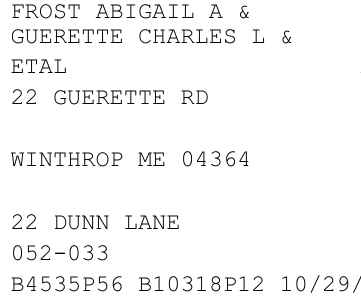 FROST ABIGAIL A &
GUERETTE CHARLES L &
ETAL
22 GUERETTE RD
WINTHROP ME 04364
22 DUNN LANE
052-033
B4535P56 B10318P12 10/29/